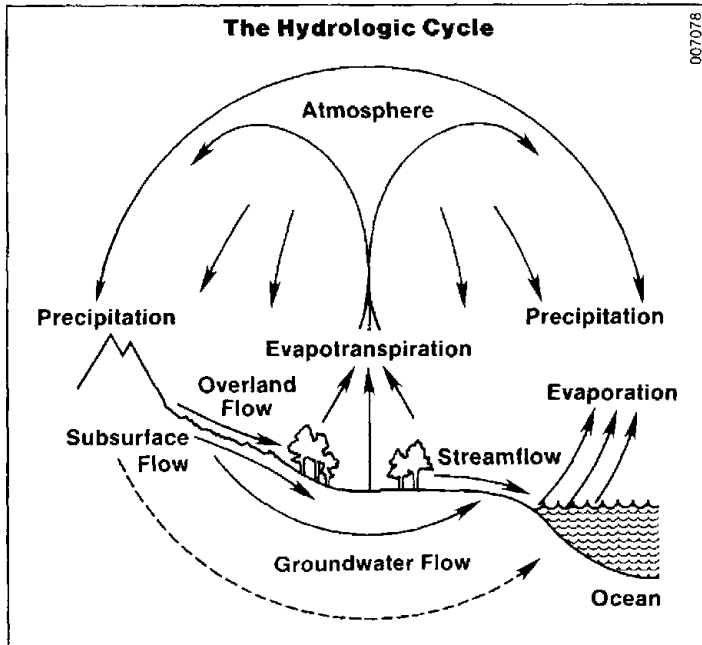 The Hydrologic Cycle
007078
Atmosphere
Precipitation
Precipitation
Evapotranspiration
Overland
Flow
Evaporation
Subsurface
Flow
Streamflow
Groundwater Flow
Ocean